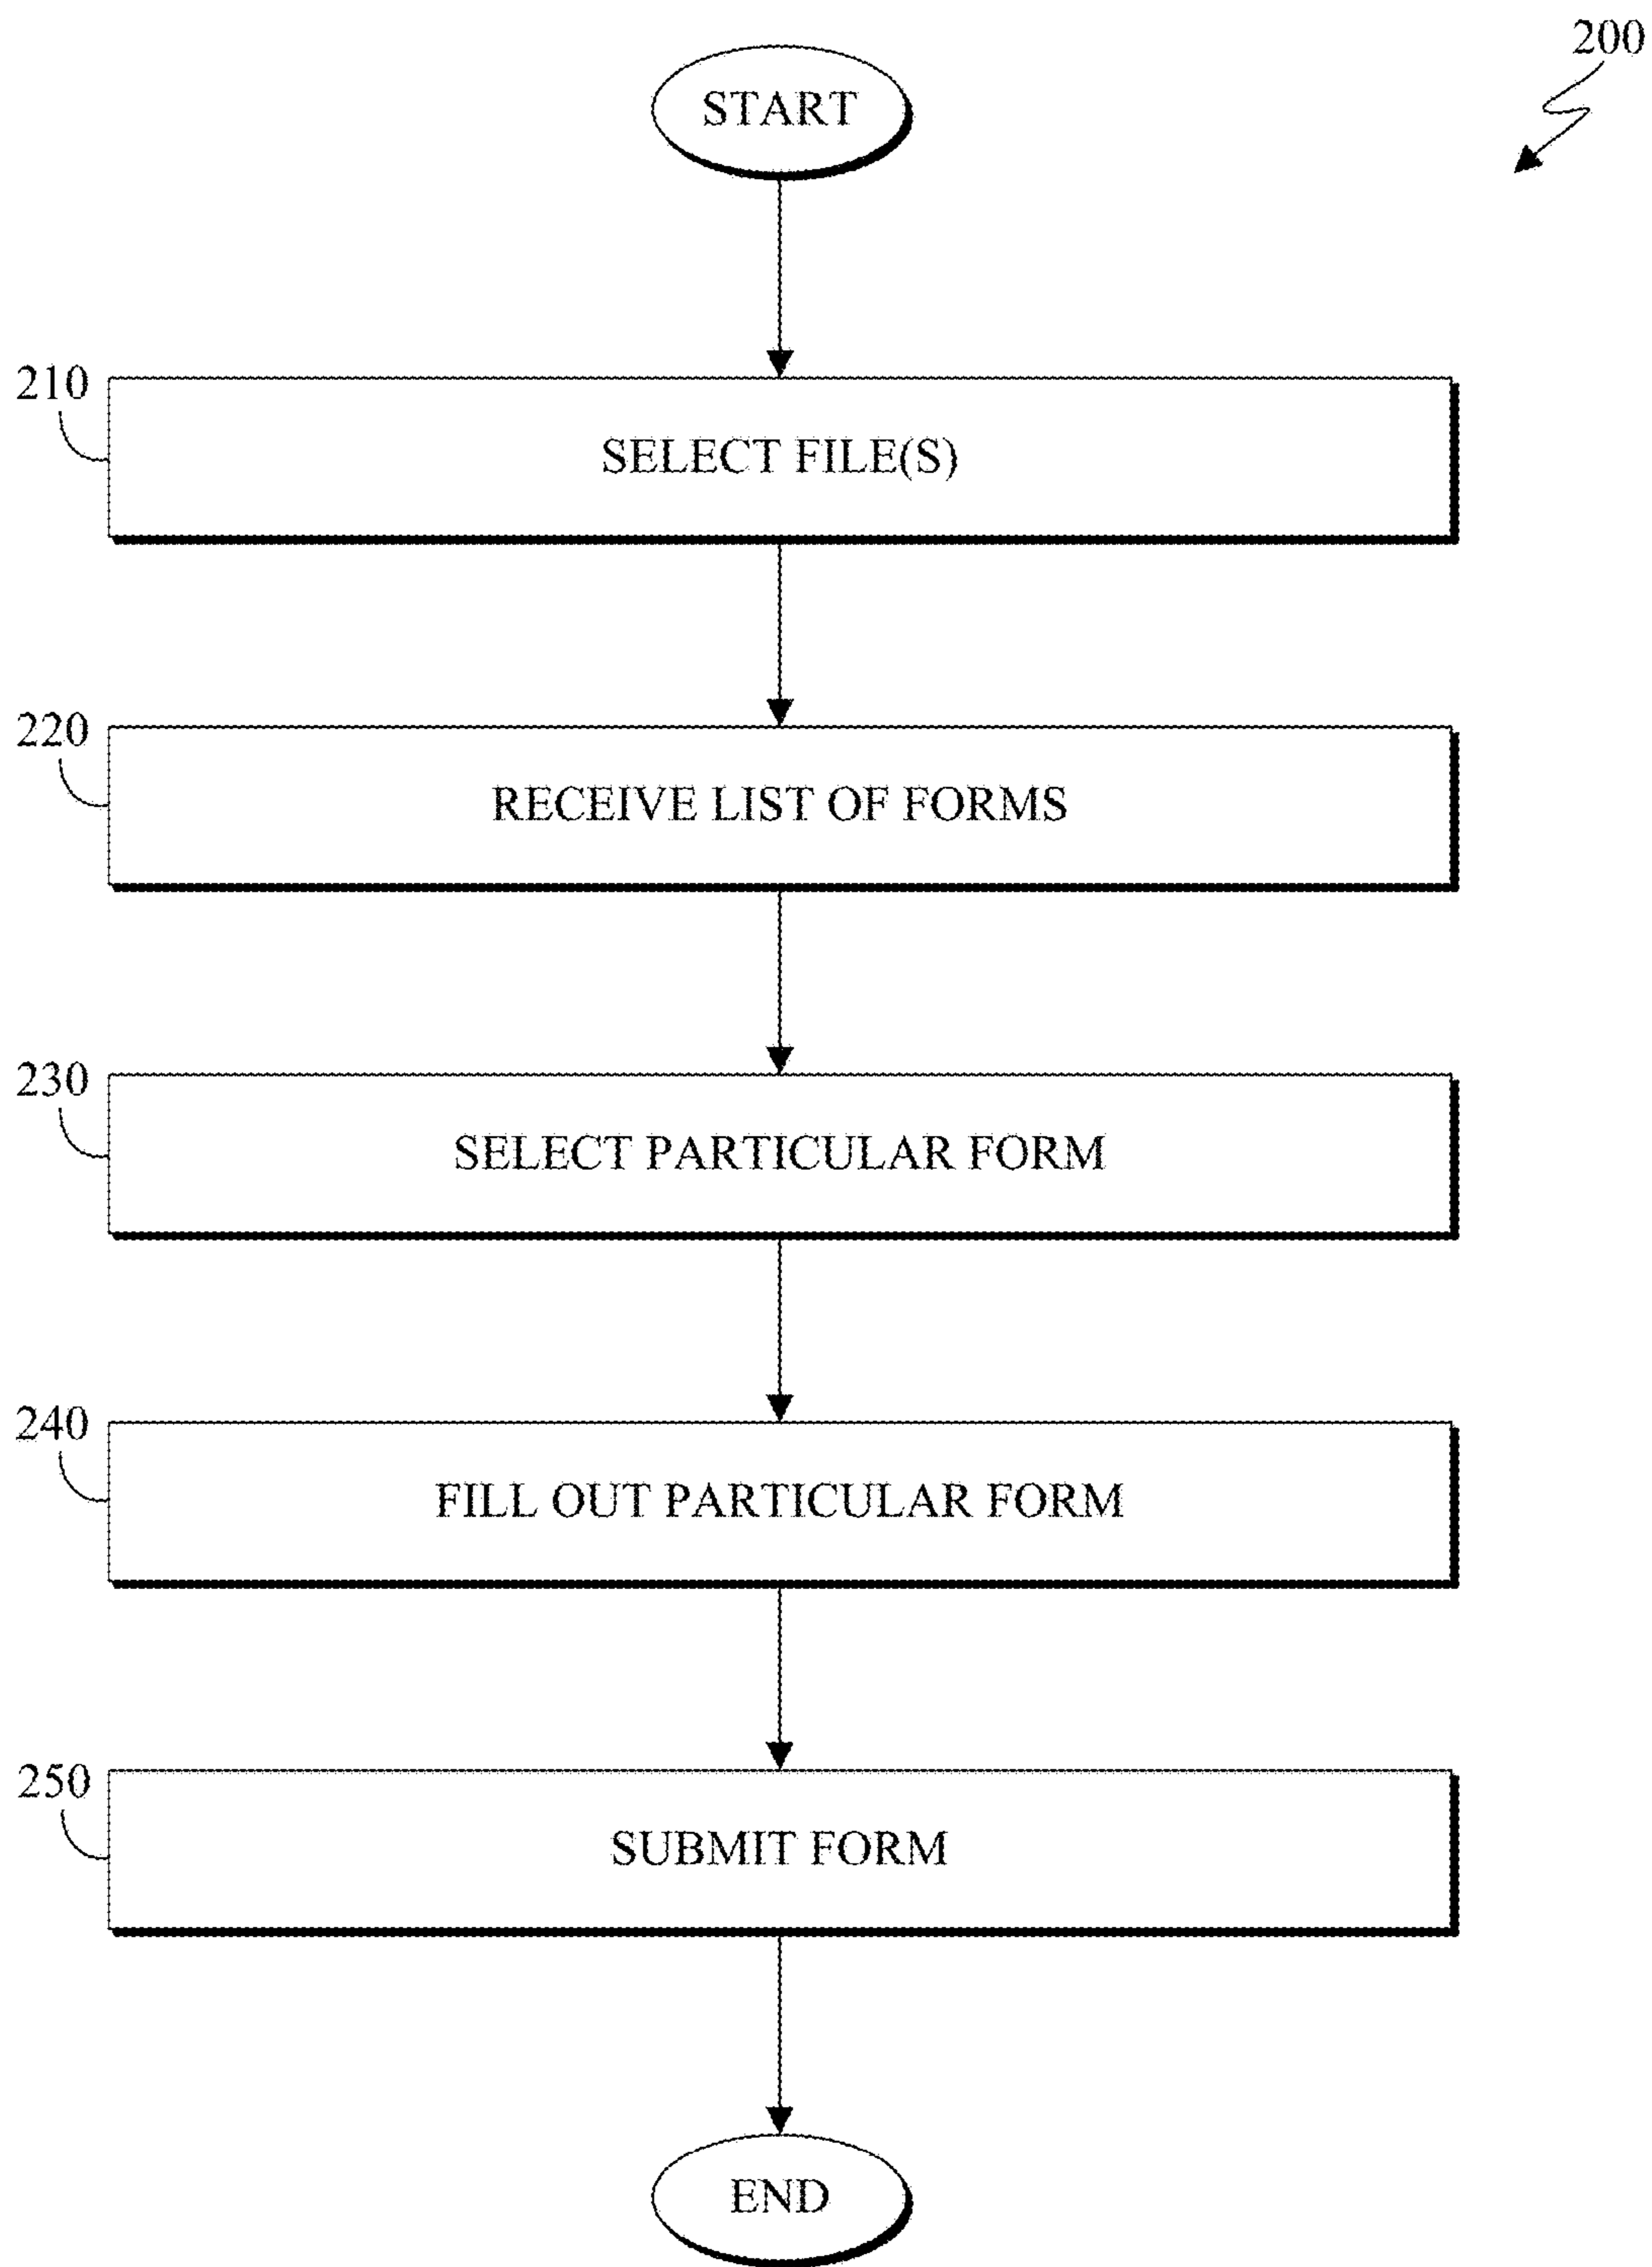 200
START
210
SELECT FILE(S)
220
RECEIVE LIST OF FORMS
230
SELECT PARTICULAR FORM
240
FILL OUT PARTICULAR FORM
250
SUBMIT FORM
END